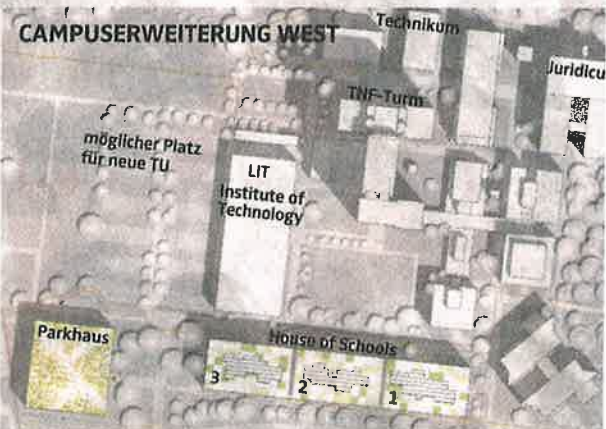 CAMPUSERWEITERUNG WEST
Technikum
Juridicu
TNF-Turm
möglicher Platz
für neue TU
LIT
Institute of
Technology
Parkhaus
House of Schools
3
2
1